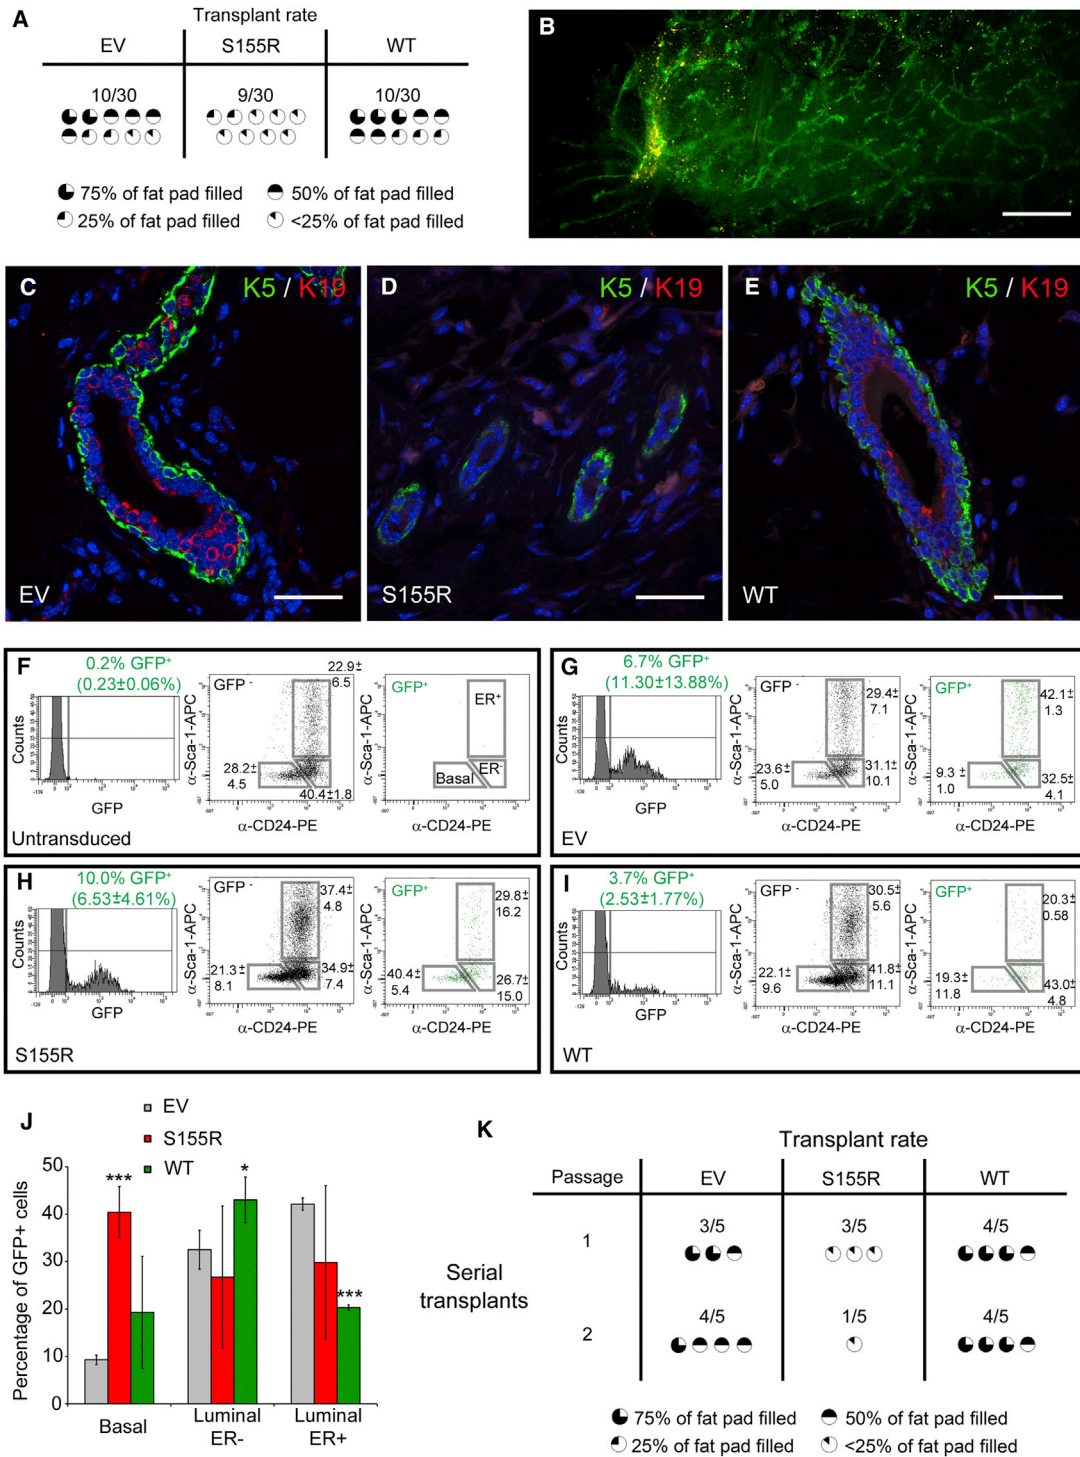 A
Transplant rate
EV
S155R
WT
10/30
9/30
10/30
75% of fat pad filled
50% of fat pad filled
25% of fat pad filled
<25% of fat pad filled
B
C
K5 / K19
EV
D
K5 / K19
S155R
E
K5 / K19
WT
F
0.2% GFP+
(0.23±0.06%)
Counts
GFP
Untransduced
GFP -
22.9±
6.5
28.2±
4.5
40.4±1.8
α-Sca-1-APC
α-CD24-PE
GFP+
ER+
ER-
Basal
α-Sca-1-APC
α-CD24-PE
G
6.7% GFP+
(11.30±13.88%)
Counts
GFP
EV
GFP -
29.4±
7.1
23.6±
5.0
31.1±
10.1
α-Sca-1-APC
α-CD24-PE
GFP+
42.1±
1.3
9.3 ±
1.0
32.5±
4.1
α-Sca-1-APC
α-CD24-PE
H
10.0% GFP+
(6.53±4.61%)
Counts
GFP
S155R
GFP -
37.4±
4.8
21.3±
8.1
34.9±
7.4
α-Sca-1-APC
α-CD24-PE
GFP+
29.8±
16.2
40.4±
5.4
26.7±
15.0
α-Sca-1-APC
α-CD24-PE
I
3.7% GFP+
(2.53±1.77%)
Counts
GFP
WT
GFP -
30.5±
5.6
22.1±
9.6
41.8±
11.1
α-Sca-1-APC
α-CD24-PE
GFP+
20.3±
0.58
19.3±
11.8
43.0±
4.8
α-Sca-1-APC
α-CD24-PE
J
EV
S155R
WT
Percentage of GFP+ cells
50
40
30
20
10
0
***
*
***
Basal
Luminal
ER-
Luminal
ER+
K
Transplant rate
Passage
EV
S155R
WT
Serial
transplants
1
3/5
3/5
4/5
2
4/5
1/5
4/5
75% of fat pad filled
50% of fat pad filled
25% of fat pad filled
<25% of fat pad filled